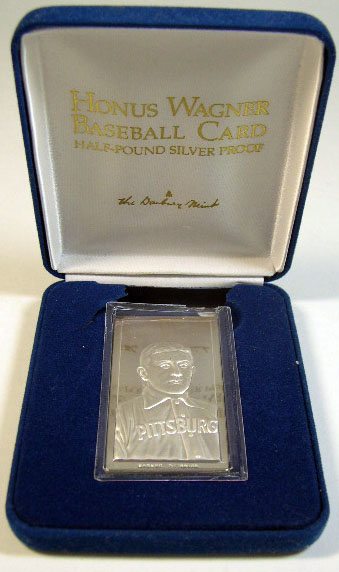 HONUS WAGNER
BASEBALL CARD
HALF-POUND SILVER PROOF
the Danbury Mint
PITTSBURG